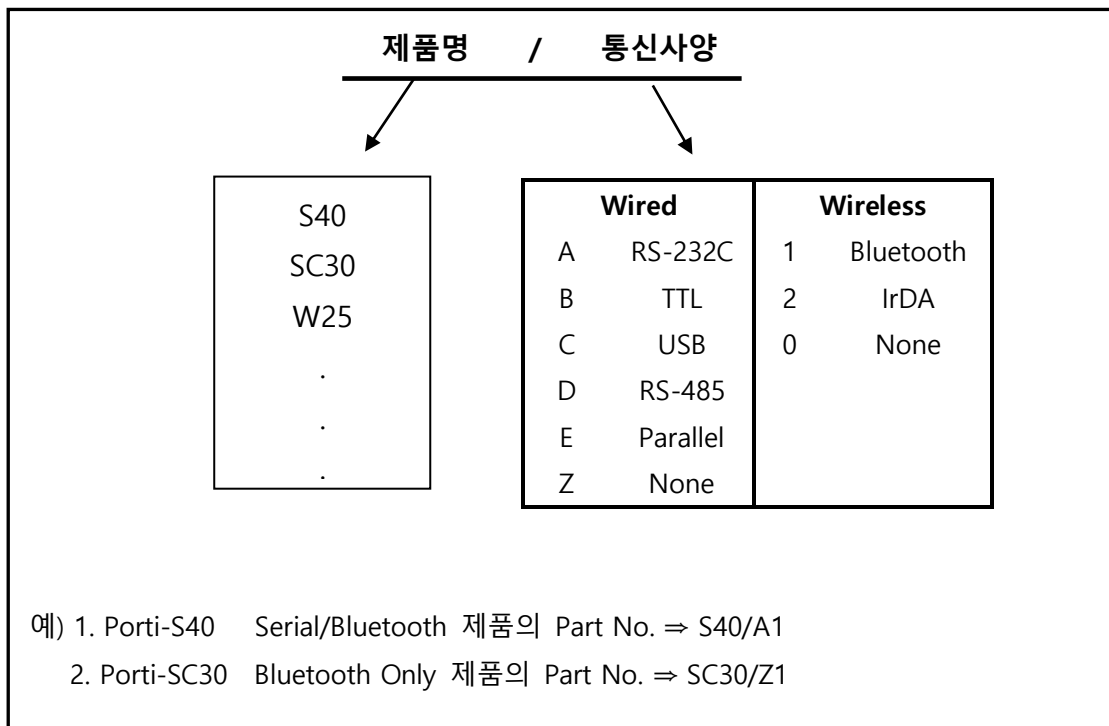 제품명 / 통신사양
S40
SC30
W25
.
.
.
Wired Wireless
A RS-232C 1 Bluetooth
B TTL 2 IrDA
C USB 0 None
D RS-485
E Parallel
Z None
예) 1. Porti-S40 Serial/Bluetooth 제품의 Part No. ⇒ S40/A1
2. Porti-SC30 Bluetooth Only 제품의 Part No. ⇒ SC30/Z1